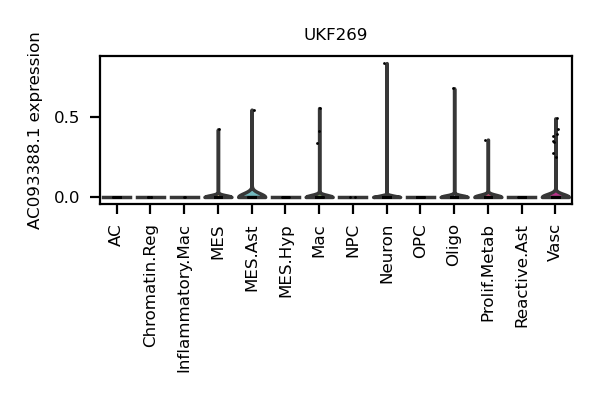 UKF269
AC093388.1 expression
0.5
0.0
AC
Chromatin.Reg
Inflammatory.Mac
MES
MES.Ast
MES.Hyp
Mac
NPC
Neuron
OPC
Oligo
Prolif.Metab
Reactive.Ast
Vasc